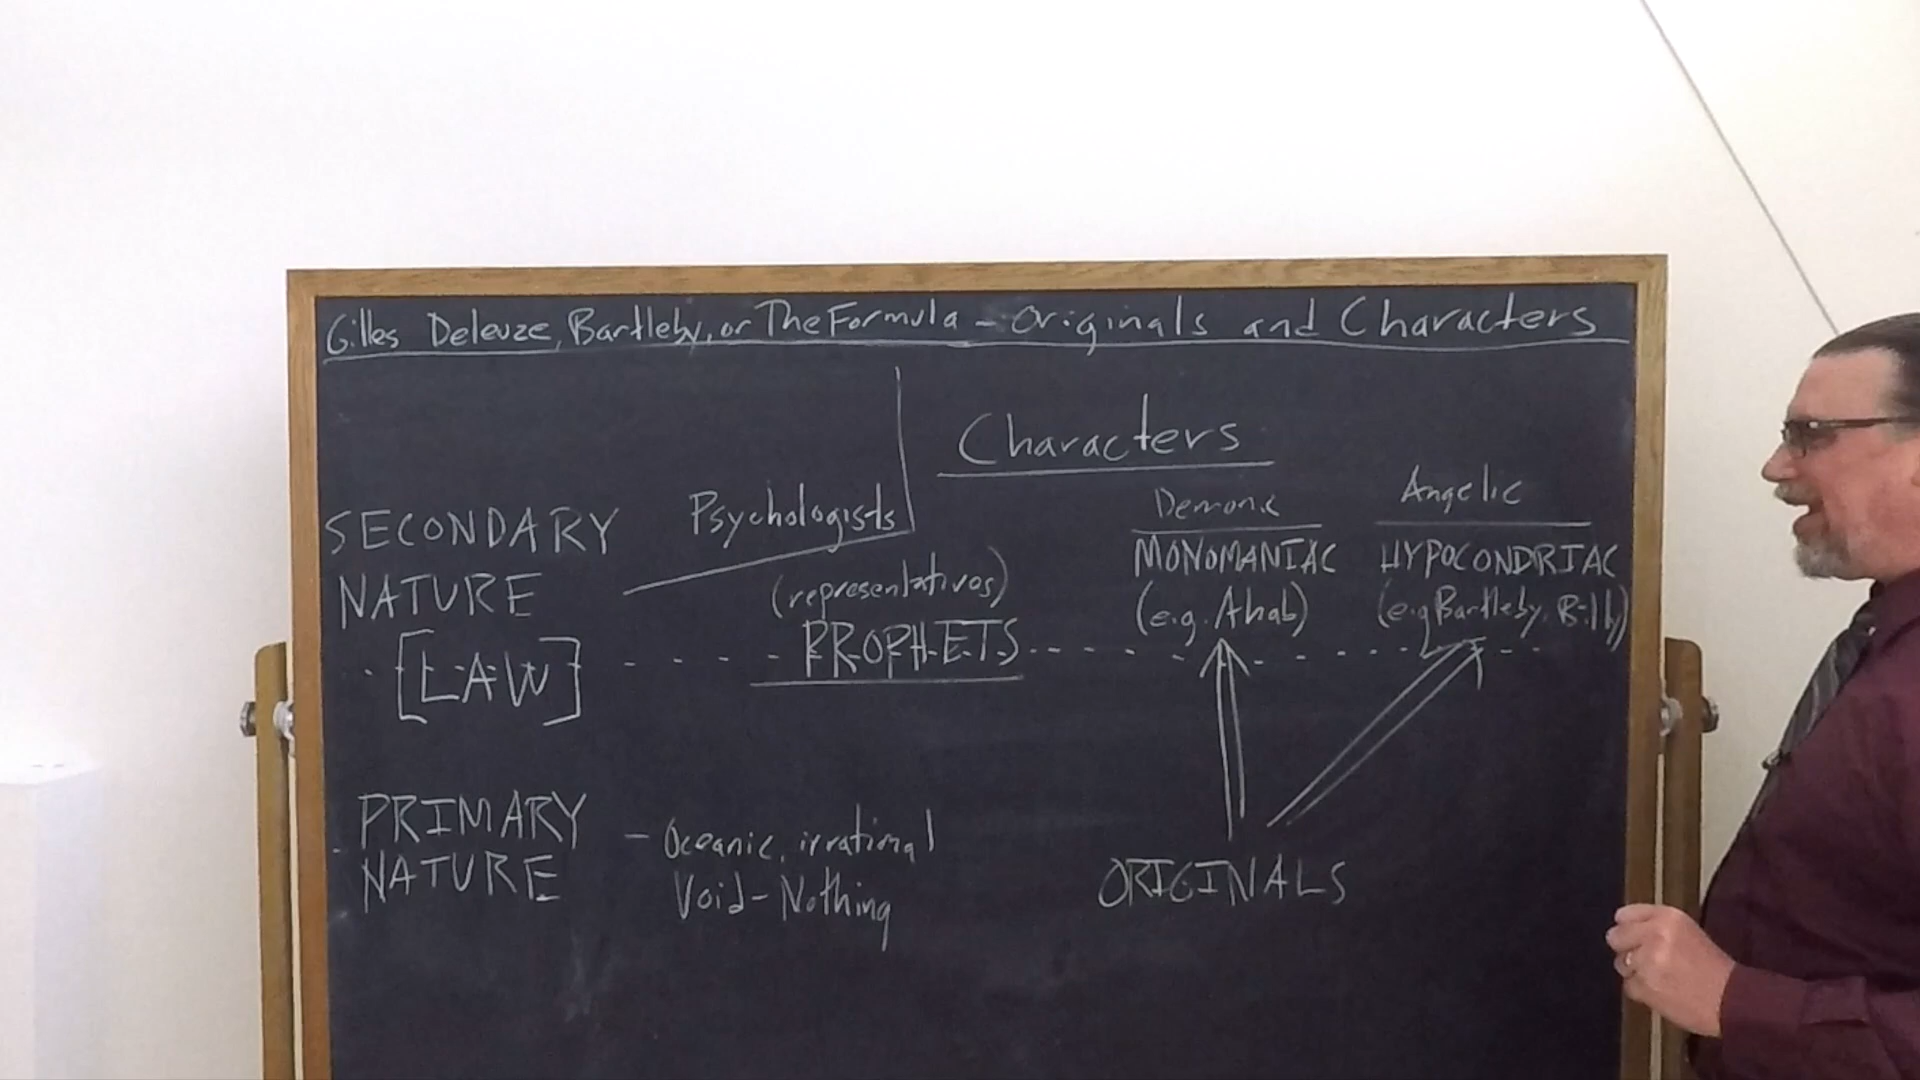 Gilles Deleuze, Bartleby, or The Formula - Originals and Characters
Characters
Psychologists
Demonic
Angelic
SECONDARY
NATURE
[LAW]
(representatives)
PROPHETS
MONOMANIAC
(e.g. Ahab)
HYPOCONDRIAC
(e.g Bartleby, Billy)
PRIMARY
NATURE
- Oceanic, irrational
Void - Nothing
ORIGINALS